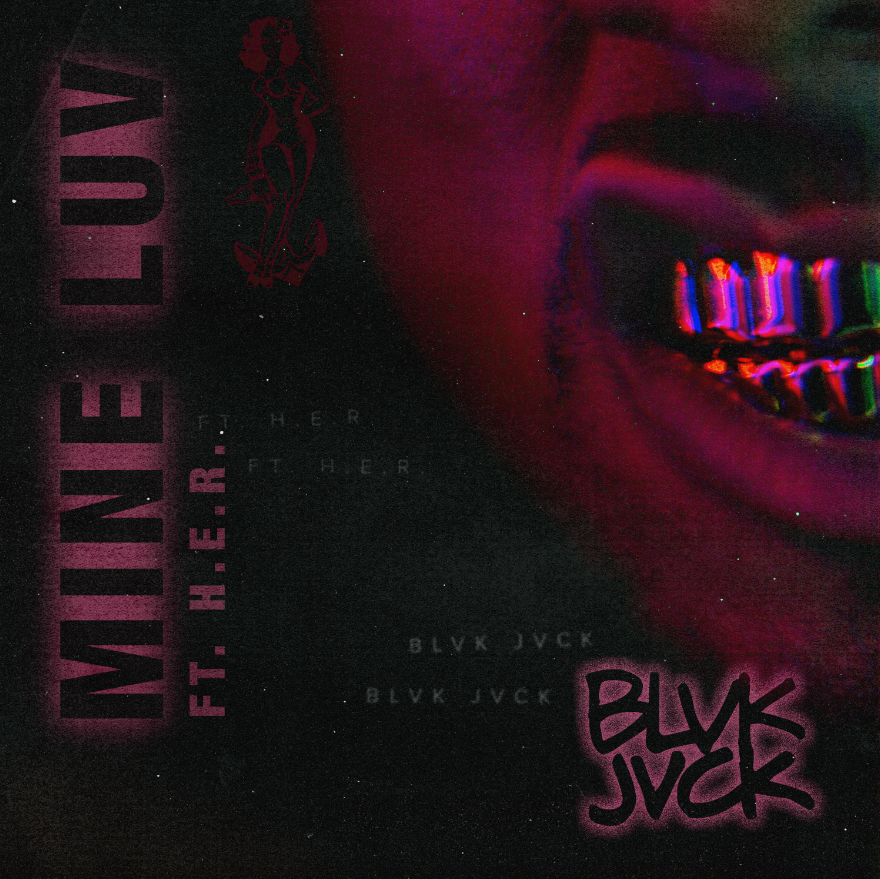 MINE LUV
FT. H.E.R.
FT. H.E.R.
FT. H.E.R.
BLVK JVCK
BLVK JVCK
BLVK
JVCK